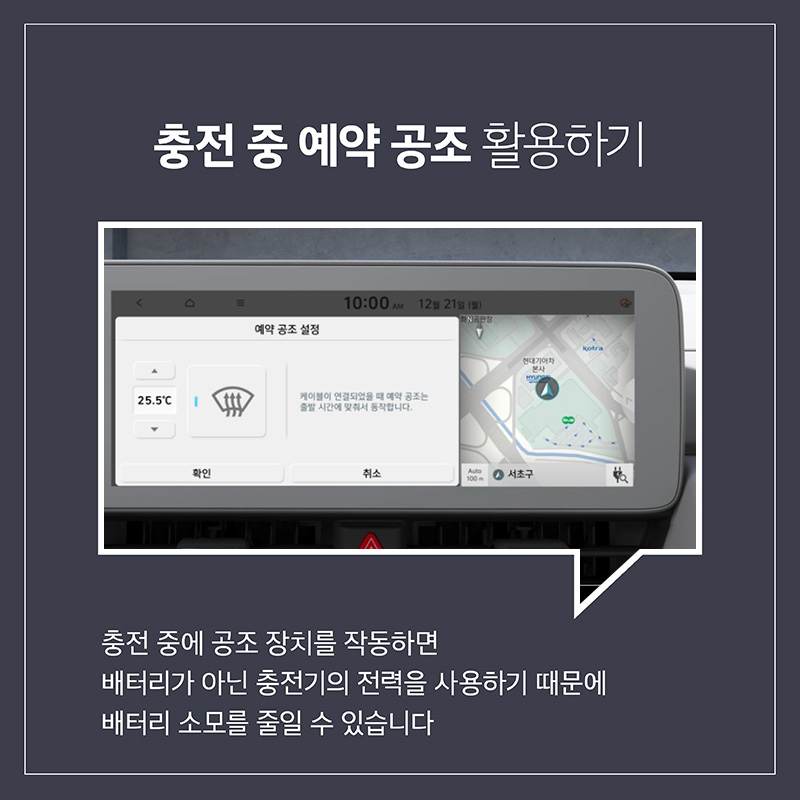 충전 중 예약 공조 활용하기
10:00 AM 12월 21일 (월)
예약 공조 설정
25.5℃
케이블이 연결되었을 때 예약 공조는
출발 시간에 맞춰서 동작합니다.
확인
취소
kotra
현대기아차
본사
HYUNDAI
Auto
100 m
서초구
충전 중에 공조 장치를 작동하면
배터리가 아닌 충전기의 전력을 사용하기 때문에
배터리 소모를 줄일 수 있습니다